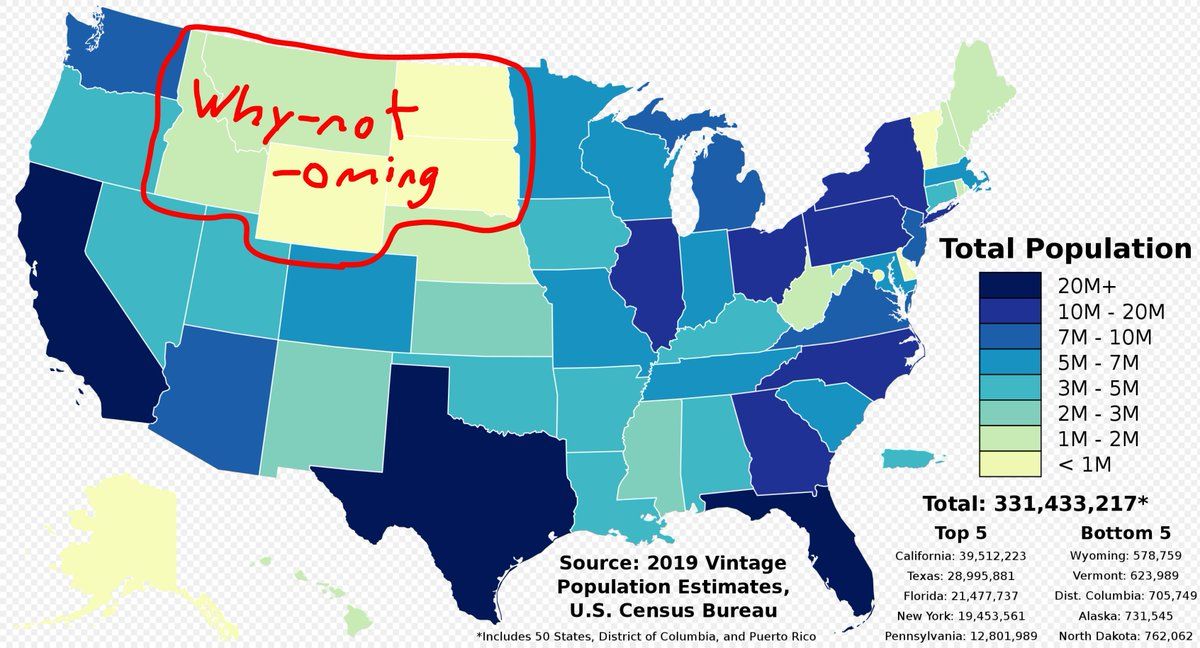 Why-not
-oming
Total Population
20M+
10M - 20M
7M - 10M
5M - 7M
3M - 5M
2M - 3M
1M - 2M
< 1M
Total: 331,433,217*
Top 5
California: 39,512,223
Texas: 28,995,881
Florida: 21,477,737
New York: 19,453,561
Pennsylvania: 12,801,989
Bottom 5
Wyoming: 578,759
Vermont: 623,989
Dist. Columbia: 705,749
Alaska: 731,545
North Dakota: 762,062
Source: 2019 Vintage
Population Estimates,
U.S. Census Bureau
*Includes 50 States, District of Columbia, and Puerto Rico